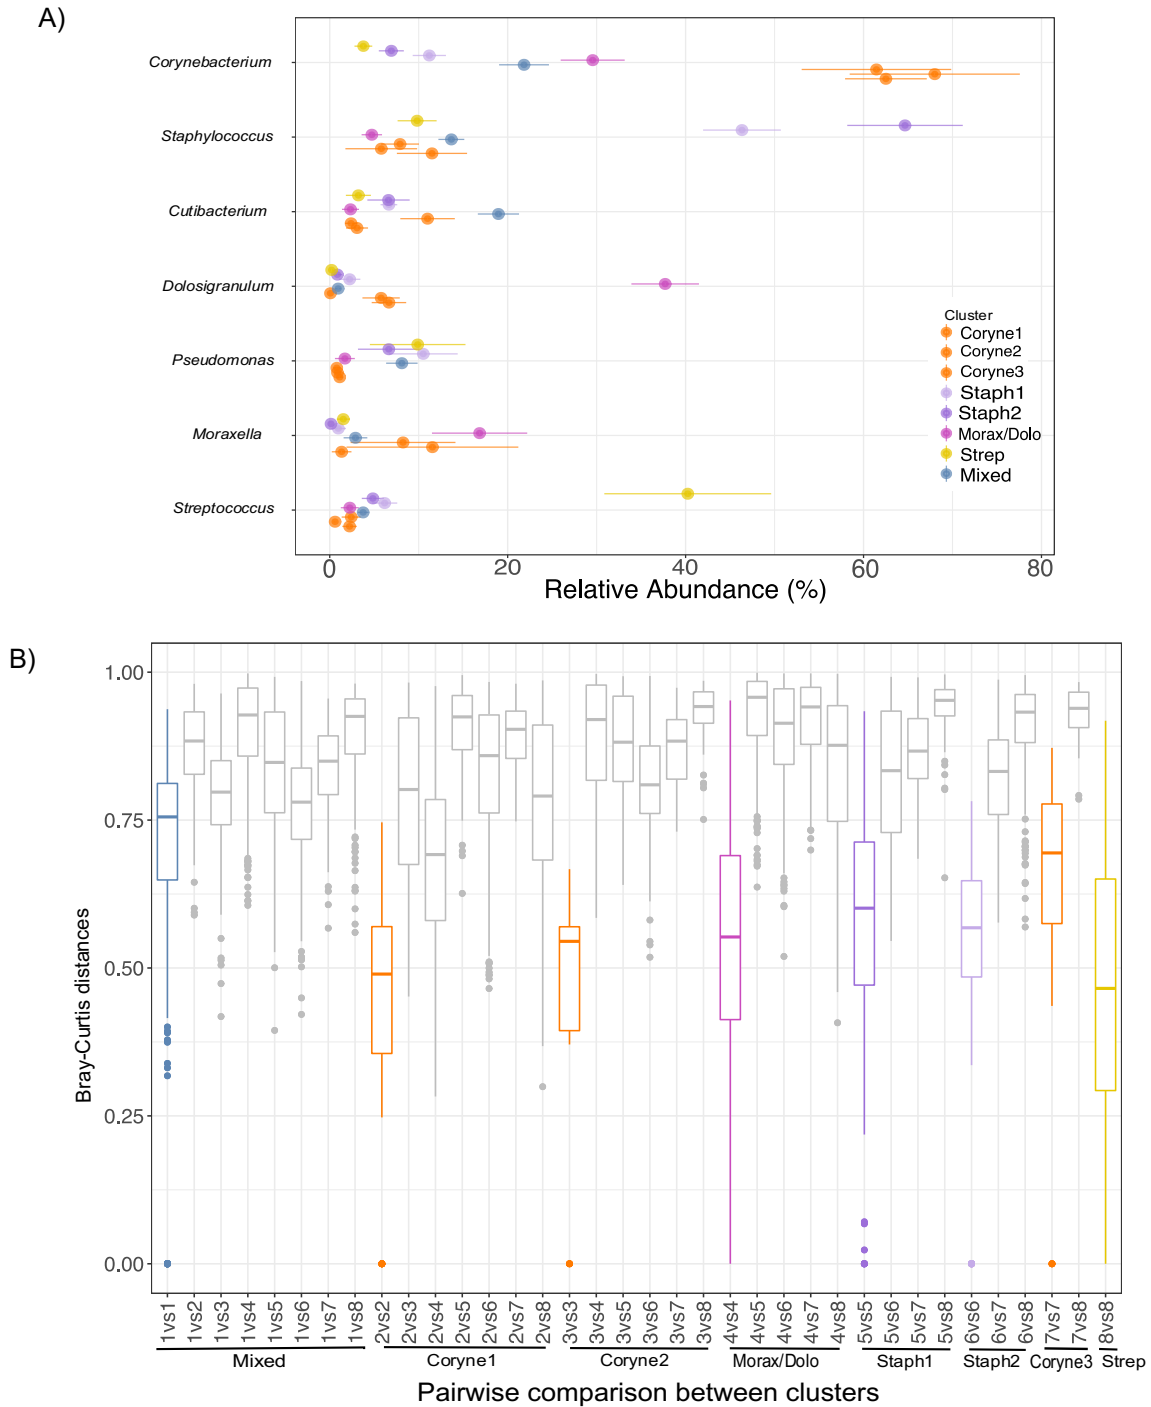 A)
Corynebacterium
Staphylococcus
Cutibacterium
Dolosigranulum
Pseudomonas
Moraxella
Streptococcus
Cluster
Coryne1
Coryne2
Coryne3
Staph1
Staph2
Morax/Dolo
Strep
Mixed
0 20 40 60 80
Relative Abundance (%)
B)
1.00
0.75
0.50
0.25
0.00
Bray-Curtis distances
1vs1 1vs2 1vs3 1vs4 1vs5 1vs6 1vs7 1vs8 2vs2 2vs3 2vs4 2vs5 2vs6 2vs7 2vs8 3vs3 3vs4 3vs5 3vs6 3vs7 3vs8 4vs4 4vs5 4vs6 4vs7 4vs8 5vs5 5vs6 5vs7 5vs8 6vs6 6vs7 6vs8 7vs7 7vs8 8vs8
Mixed Coryne1 Coryne2 Morax/Dolo Staph1 Staph2 Coryne3 Strep
Pairwise comparison between clusters